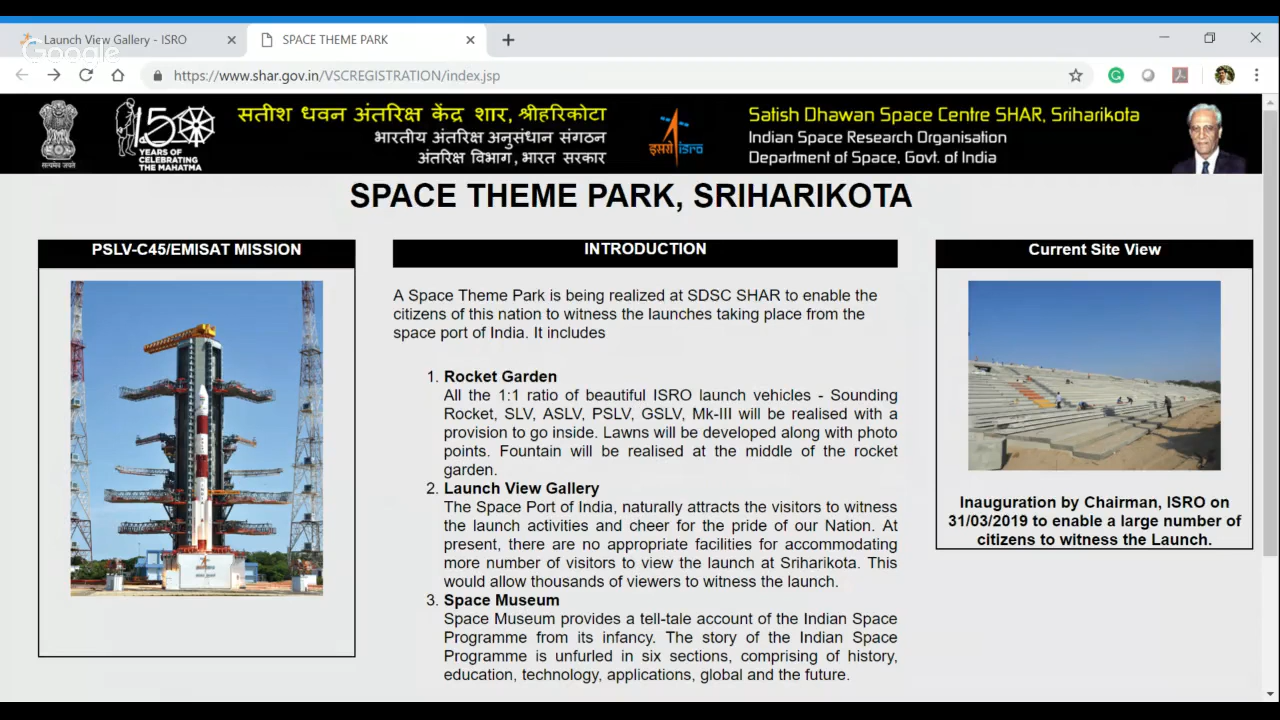 Launch View Gallery - ISRO
SPACE THEME PARK
Google
https://www.shar.gov.in/VSCREGISTRATION/index.jsp
सत्यमेव जयते
150
YEARS OF
CELEBRATING
THE MAHATMA
सतीश धवन अंतरिक्ष केंद्र शार, श्रीहरिकोटा
भारतीय अंतरिक्ष अनुसंधान संगठन
अंतरिक्ष विभाग, भारत सरकार
इसरो isro
Satish Dhawan Space Centre SHAR, Sriharikota
Indian Space Research Organisation
Department of Space, Govt. of India
SPACE THEME PARK, SRIHARIKOTA
PSLV-C45/EMISAT MISSION
INTRODUCTION
A Space Theme Park is being realized at SDSC SHAR to enable the
citizens of this nation to witness the launches taking place from the
space port of India. It includes
1. Rocket Garden
All the 1:1 ratio of beautiful ISRO launch vehicles - Sounding
Rocket, SLV, ASLV, PSLV, GSLV, Mk-III will be realised with a
provision to go inside. Lawns will be developed along with photo
points. Fountain will be realised at the middle of the rocket
garden.
2. Launch View Gallery
The Space Port of India, naturally attracts the visitors to witness
the launch activities and cheer for the pride of our Nation. At
present, there are no appropriate facilities for accommodating
more number of visitors to view the launch at Sriharikota. This
would allow thousands of viewers to witness the launch.
3. Space Museum
Space Museum provides a tell-tale account of the Indian Space
Programme from its infancy. The story of the Indian Space
Programme is unfurled in six sections, comprising of history,
education, technology, applications, global and the future.
Current Site View
Inauguration by Chairman, ISRO on
31/03/2019 to enable a large number of
citizens to witness the Launch.